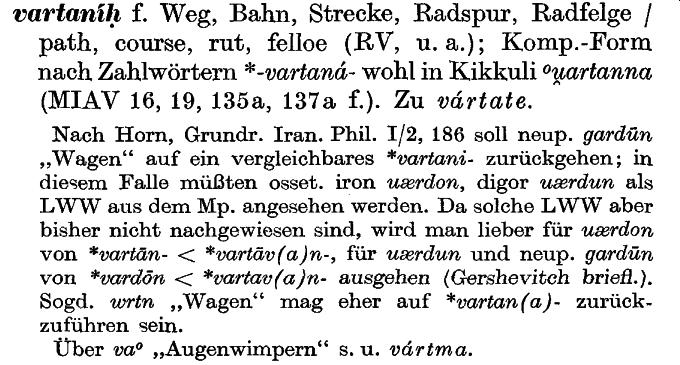 vartaníḥ f. Weg, Bahn, Strecke, Radspur, Radfelge /
path, course, rut, felloe (RV, u. a.); Komp.-Form
nach Zahlwörtern *-vartaná- wohl in Kikkuli ⁰u̯artanna
(MIAV 16, 19, 135a, 137a f.). Zu vártate.
Nach Horn, Grundr. Iran. Phil. I/2, 186 soll neup. gardūn
„Wagen“ auf ein vergleichbares *vartani- zurückgehen; in
diesem Falle müßten osset. iron uærdon, digor uærdun als
LWW aus dem Mp. angesehen werden. Da solche LWW aber
bisher nicht nachgewiesen sind, wird man lieber für uærdon
von *vartān- < *vartāv(a)n-, für uærdun und neup. gardūn
von *vardōn < *vartav(a)n- ausgehen (Gershevitch briefl.).
Sogd. wrtn „Wagen“ mag eher auf *vartan(a)- zurück-
zuführen sein.
Über va⁰ „Augenwimpern“ s. u. vártma.